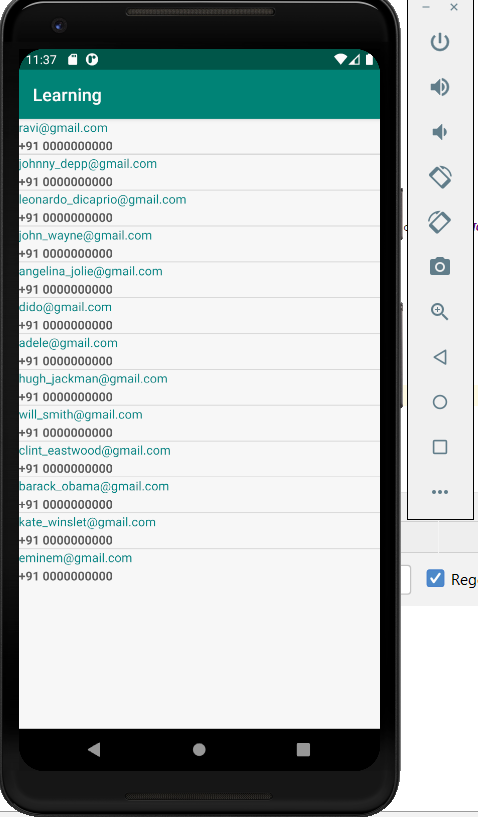 11:37
Learning
ravi@gmail.com
+91 0000000000
johnny_depp@gmail.com
+91 0000000000
leonardo_dicaprio@gmail.com
+91 0000000000
john_wayne@gmail.com
+91 0000000000
angelina_jolie@gmail.com
+91 0000000000
dido@gmail.com
+91 0000000000
adele@gmail.com
+91 0000000000
hugh_jackman@gmail.com
+91 0000000000
will_smith@gmail.com
+91 0000000000
clint_eastwood@gmail.com
+91 0000000000
barack_obama@gmail.com
+91 0000000000
kate_winslet@gmail.com
+91 0000000000
eminem@gmail.com
+91 0000000000